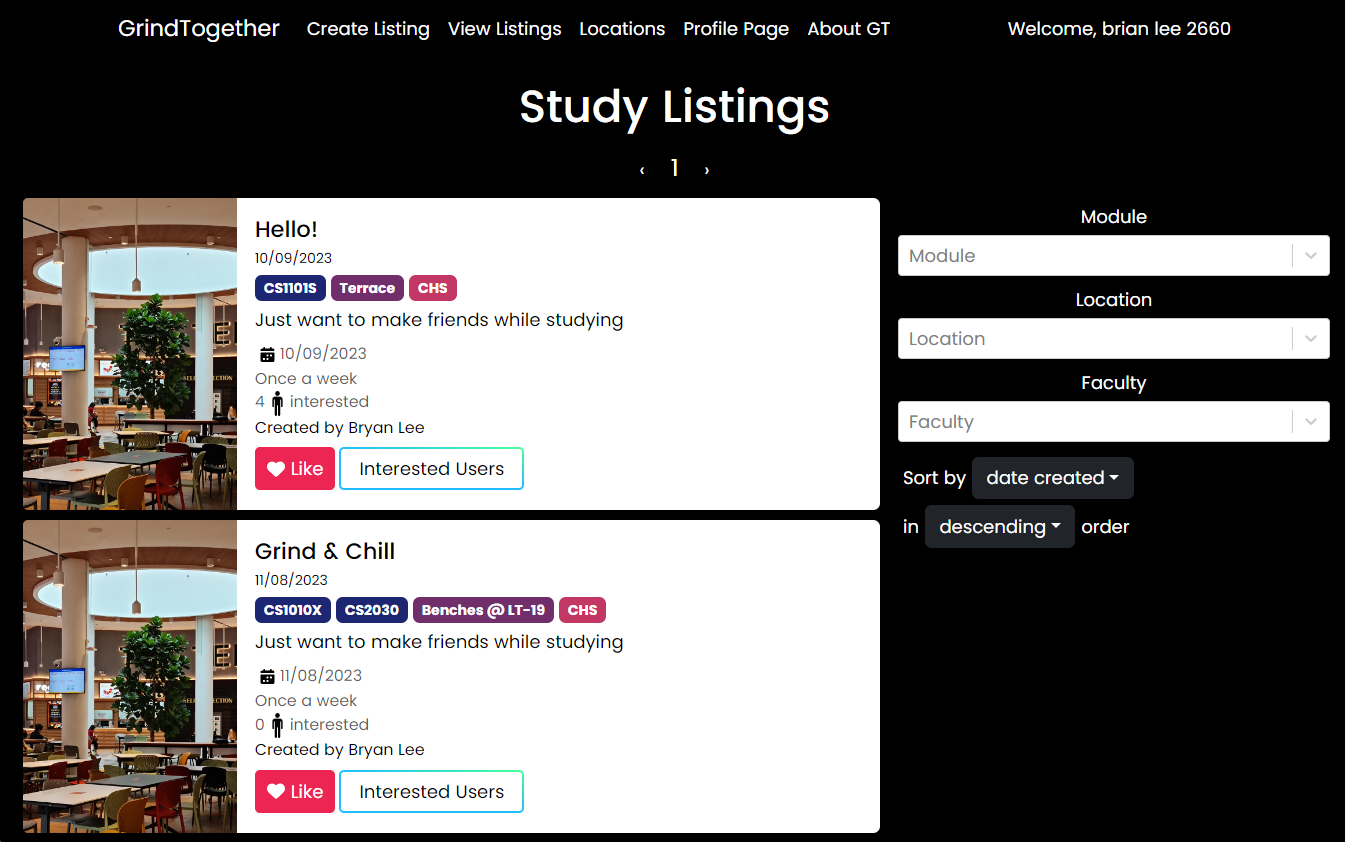 GrindTogether Create Listing View Listings Locations Profile Page About GT Welcome, brian lee 2660
Study Listings
‹ 1 ›
Hello!
10/09/2023
CS1101S Terrace CHS
Just want to make friends while studying
10/09/2023
Once a week
4 interested
Created by Bryan Lee
Like Interested Users
Grind & Chill
11/08/2023
CS1010X CS2030 Benches @ LT-19 CHS
Just want to make friends while studying
11/08/2023
Once a week
0 interested
Created by Bryan Lee
Like Interested Users
Module
Module
Location
Location
Faculty
Faculty
Sort by date created
in descending order